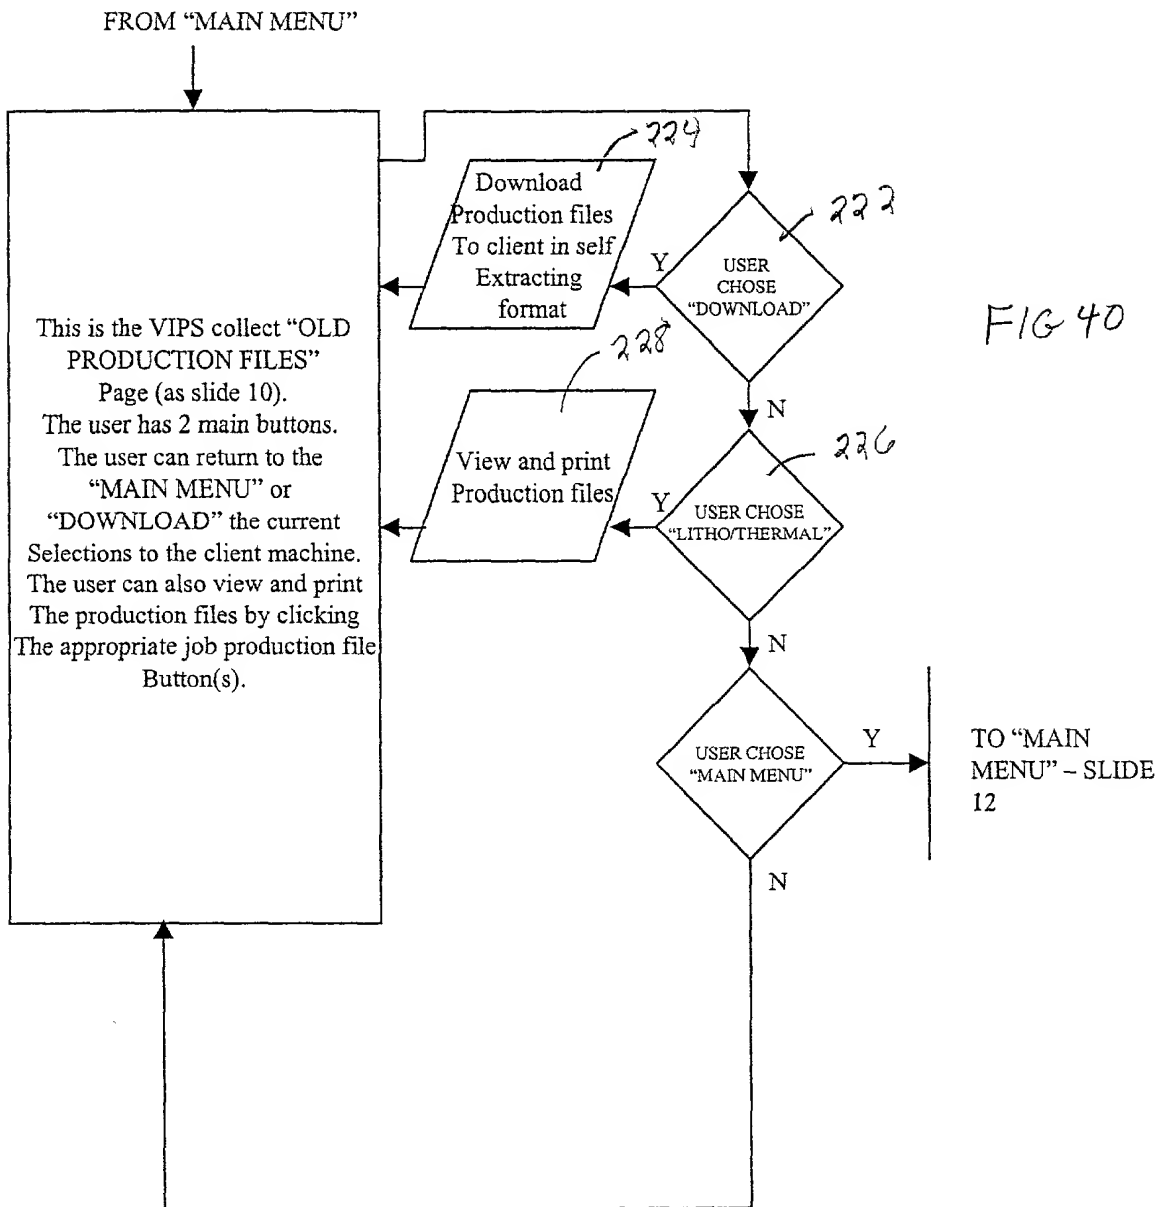 FROM “MAIN MENU”
This is the VIPS collect “OLD
PRODUCTION FILES”
Page (as slide 10).
The user has 2 main buttons.
The user can return to the
“MAIN MENU” or
“DOWNLOAD” the current
Selections to the client machine.
The user can also view and print
The production files by clicking
The appropriate job production file
Button(s).
224
Download
Production files
To client in self
Extracting
format
Y
222
USER
CHOSE
“DOWNLOAD”
N
FIG 40
228
View and print
Production files
Y
226
USER CHOSE
“LITHO/THERMAL”
N
USER CHOSE
“MAIN MENU”
Y
N
TO “MAIN
MENU” – SLIDE
12